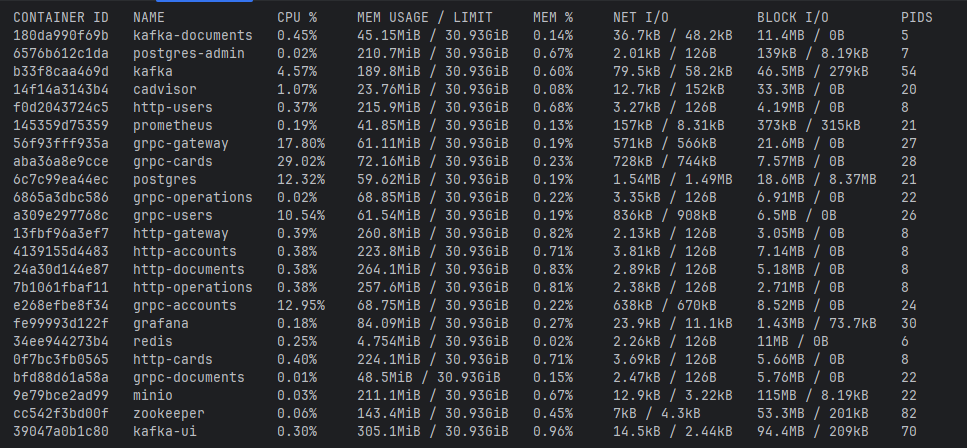 CONTAINER ID NAME CPU % MEM USAGE / LIMIT MEM % NET I/O BLOCK I/O PIDS
180da990f69b kafka-documents 0.45% 45.15MiB / 30.93GiB 0.14% 36.7kB / 48.2kB 11.4MB / 0B 5
6576b612c1da postgres-admin 0.02% 210.7MiB / 30.93GiB 0.67% 2.01kB / 126B 139kB / 8.19kB 7
b33f8caa469d kafka 4.57% 189.8MiB / 30.93GiB 0.60% 79.5kB / 58.2kB 46.5MB / 279kB 54
14f14a3143b4 cadvisor 1.07% 23.76MiB / 30.93GiB 0.08% 12.7kB / 152kB 33.3MB / 0B 20
f0d2043724c5 http-users 0.37% 215.9MiB / 30.93GiB 0.68% 3.27kB / 126B 4.19MB / 0B 8
145359d75359 prometheus 0.19% 41.85MiB / 30.93GiB 0.13% 157kB / 8.31kB 373kB / 315kB 21
56f93fff935a grpc-gateway 17.80% 61.11MiB / 30.93GiB 0.19% 571kB / 566kB 21.6MB / 0B 27
aba36a8e9cce grpc-cards 29.02% 72.16MiB / 30.93GiB 0.23% 728kB / 744kB 7.57MB / 0B 28
6c7c99ea44ec postgres 12.32% 59.62MiB / 30.93GiB 0.19% 1.54MB / 1.49MB 18.6MB / 8.37MB 21
6865a3dbc586 grpc-operations 0.02% 68.85MiB / 30.93GiB 0.22% 3.35kB / 126B 6.91MB / 0B 22
a309e297768c grpc-users 10.54% 61.54MiB / 30.93GiB 0.19% 836kB / 908kB 6.5MB / 0B 26
13fbf96a3ef7 http-gateway 0.39% 260.8MiB / 30.93GiB 0.82% 2.13kB / 126B 3.05MB / 0B 8
4139155d4483 http-accounts 0.38% 223.8MiB / 30.93GiB 0.71% 3.81kB / 126B 7.14MB / 0B 8
24a30d144e87 http-documents 0.38% 264.1MiB / 30.93GiB 0.83% 2.89kB / 126B 5.18MB / 0B 8
7b1061fbaf11 http-operations 0.38% 257.6MiB / 30.93GiB 0.81% 2.38kB / 126B 2.71MB / 0B 8
e268efbe8f34 grpc-accounts 12.95% 68.75MiB / 30.93GiB 0.22% 638kB / 670kB 8.52MB / 0B 24
fe99993d122f grafana 0.18% 84.09MiB / 30.93GiB 0.27% 23.9kB / 11.1kB 1.43MB / 73.7kB 30
34ee944273b4 redis 0.25% 4.754MiB / 30.93GiB 0.02% 2.26kB / 126B 11MB / 0B 6
0f7bc3fb0565 http-cards 0.40% 224.1MiB / 30.93GiB 0.71% 3.69kB / 126B 5.66MB / 0B 8
bfd88d61a58a grpc-documents 0.01% 48.5MiB / 30.93GiB 0.15% 2.47kB / 126B 5.76MB / 0B 22
9e79bce2ad99 minio 0.03% 211.1MiB / 30.93GiB 0.67% 12.9kB / 3.22kB 115MB / 8.19kB 22
cc542f3bd00f zookeeper 0.06% 143.4MiB / 30.93GiB 0.45% 7kB / 4.3kB 53.3MB / 201kB 82
39047a0b1c80 kafka-ui 0.30% 305.1MiB / 30.93GiB 0.96% 14.5kB / 2.44kB 94.4MB / 209kB 70